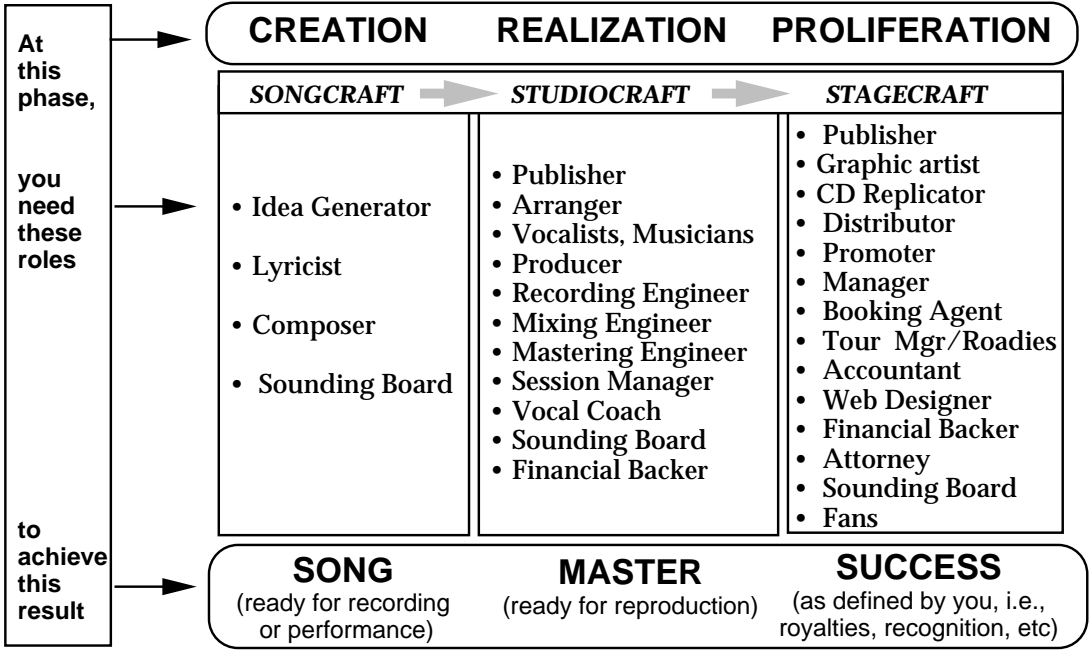 At
this
phase,
you
need
these
roles
to
achieve
this
result
CREATION REALIZATION PROLIFERATION
SONGCRAFT STUDIOCRAFT STAGECRAFT
• Idea Generator
• Lyricist
• Composer
• Sounding Board
• Publisher
• Arranger
• Vocalists, Musicians
• Producer
• Recording Engineer
• Mixing Engineer
• Mastering Engineer
• Session Manager
• Vocal Coach
• Sounding Board
• Financial Backer
• Publisher
• Graphic artist
• CD Replicator
• Distributor
• Promoter
• Manager
• Booking Agent
• Tour Mgr/Roadies
• Accountant
• Web Designer
• Financial Backer
• Attorney
• Sounding Board
• Fans
SONG
(ready for recording
or performance)
MASTER
(ready for reproduction)
SUCCESS
(as defined by you, i.e.,
royalties, recognition, etc)